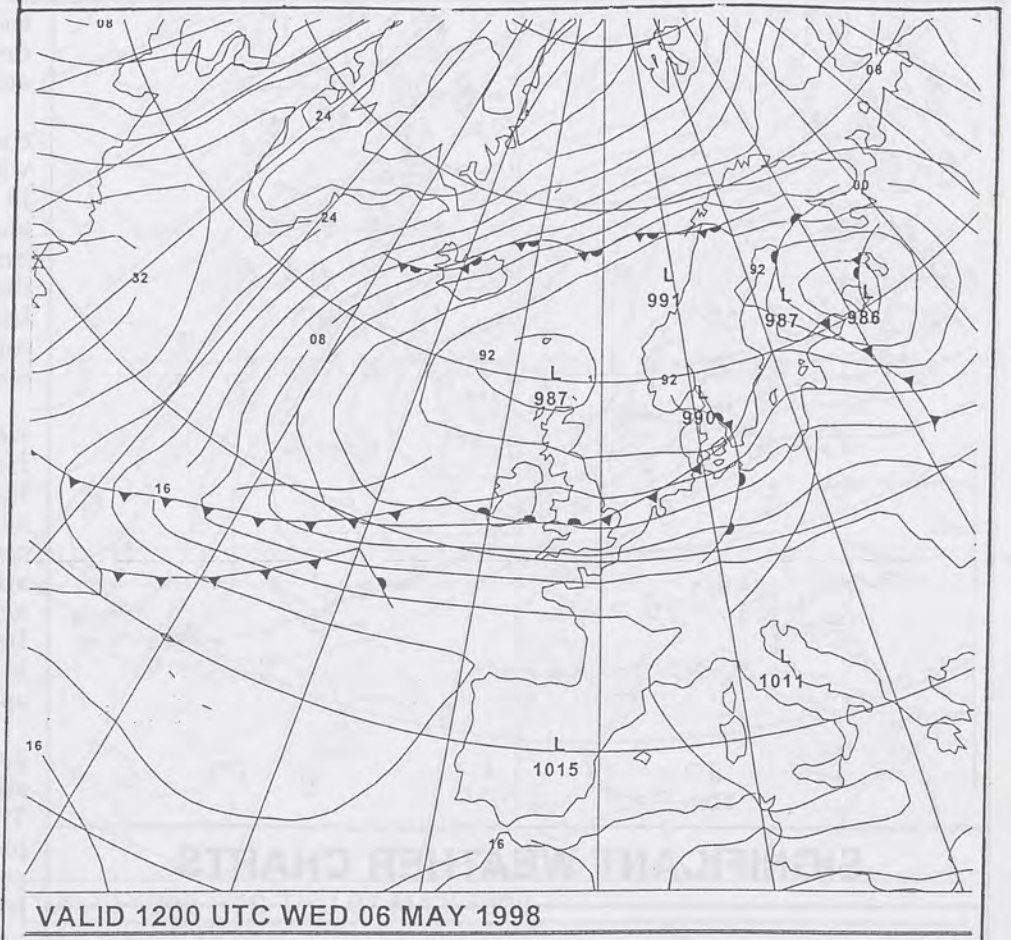 08
08
24
00
24
32
92
L
991
L
987
L
986
08
92
L
987
92
L
990
16
L
1011
16
L
1015
16
SIGNIFICANT WEATHER CHARTS
VALID 1200 UTC WED 06 MAY 1998